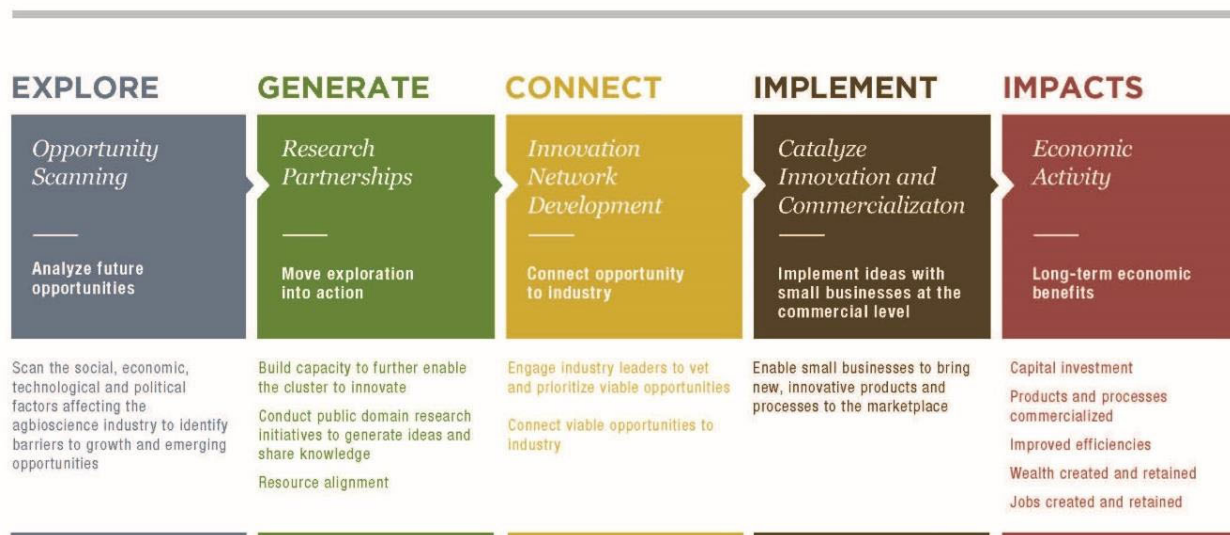 EXPLORE
Opportunity
Scanning
Analyze future
opportunities
Scan the social, economic,
technological and political
factors affecting the
agbioscience industry to identify
barriers to growth and emerging
opportunities
GENERATE
Research
Partnerships
Move exploration
into action
Build capacity to further enable
the cluster to innovate
Conduct public domain research
initiatives to generate ideas and
share knowledge
Resource alignment
CONNECT
Innovation
Network
Development
Connect opportunity
to industry
Engage industry leaders to vet
and prioritize viable opportunities
Connect viable opportunities to
industry
IMPLEMENT
Catalyze
Innovation and
Commercializaton
Implement ideas with
small businesses at the
commercial level
Enable small businesses to bring
new, innovative products and
processes to the marketplace
IMPACTS
Economic
Activity
Long-term economic
benefits
Capital investment
Products and processes
commercialized
Improved efficiencies
Wealth created and retained
Jobs created and retained